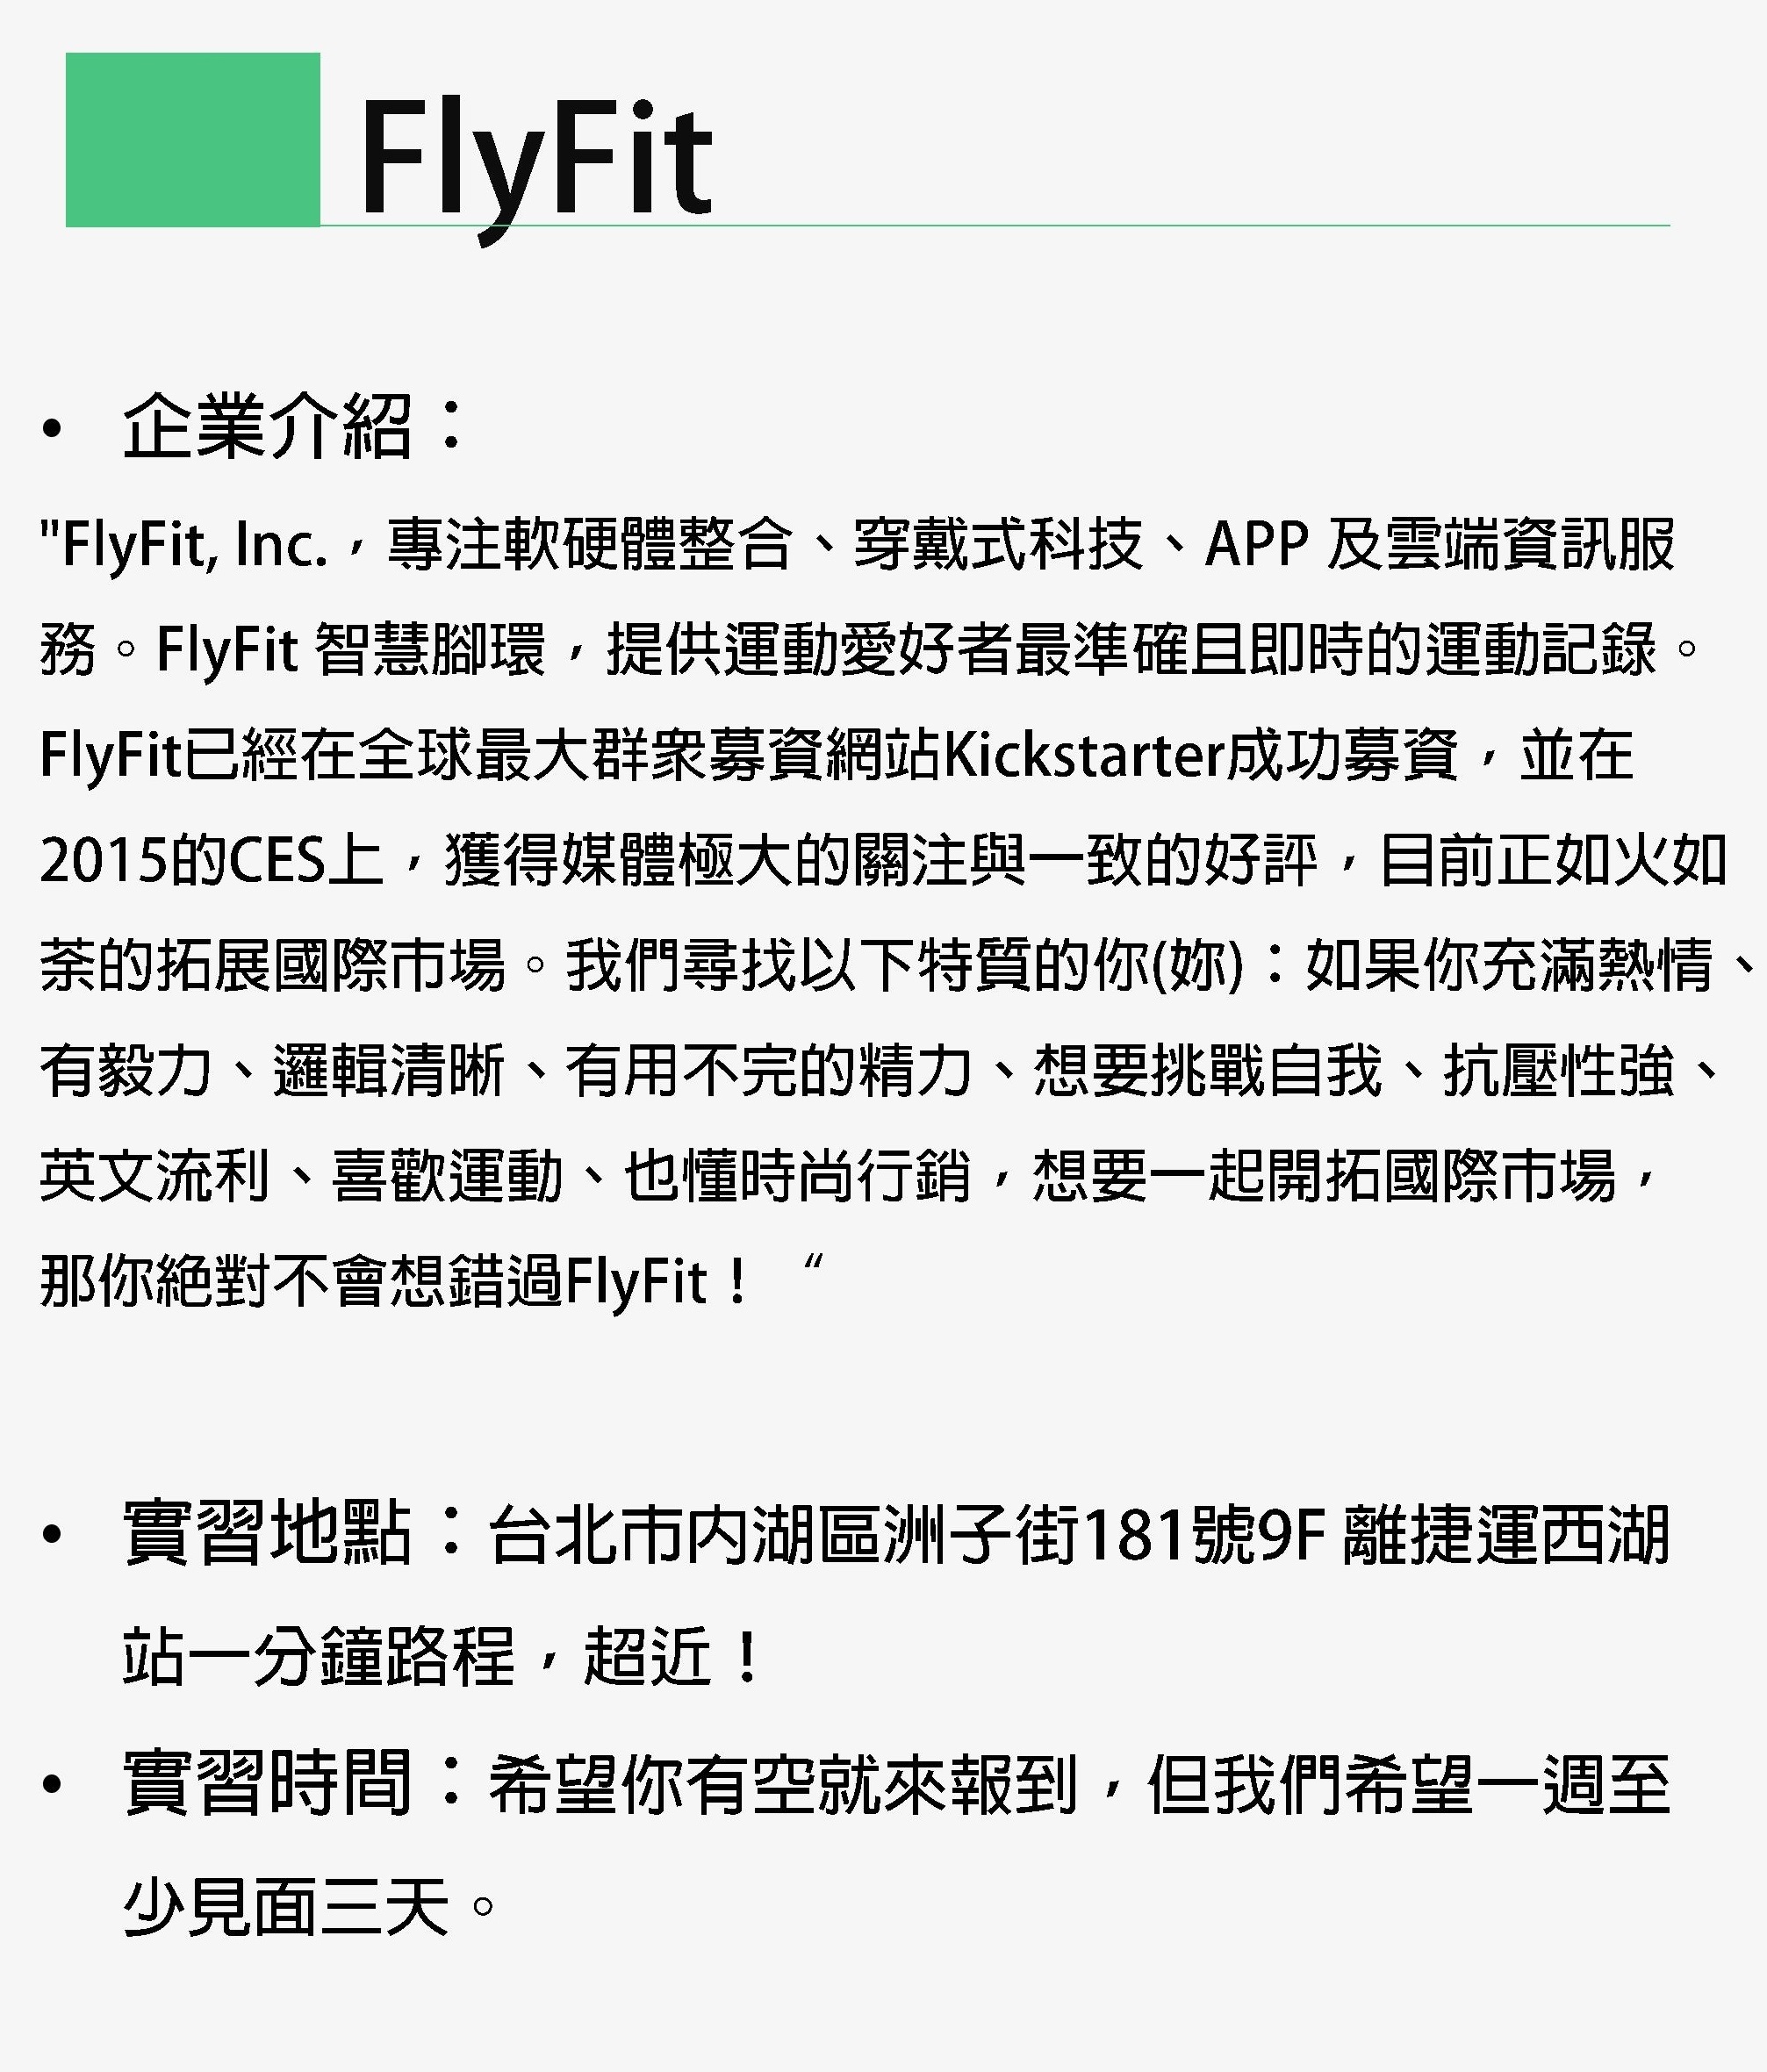 FlyFit
• 企業介紹：
"FlyFit, Inc.，專注軟硬體整合、穿戴式科技、APP 及雲端資訊服
務。FlyFit 智慧腳環，提供運動愛好者最準確且即時的運動記錄。
FlyFit已經在全球最大群衆募資網站Kickstarter成功募資，並在
2015的CES上，獲得媒體極大的關注與一致的好評，目前正如火如
荼的拓展國際市場。我們尋找以下特質的你(妳)：如果你充滿熱情、
有毅力、邏輯清晰、有用不完的精力、想要挑戰自我、抗壓性強、
英文流利、喜歡運動、也懂時尚行銷，想要一起開拓國際市場，
那你絕對不會想錯過FlyFit！ “
• 實習地點：台北市内湖區洲子街181號9F 離捷運西湖
站一分鐘路程，超近！
• 實習時間：希望你有空就來報到，但我們希望一週至
少見面三天。